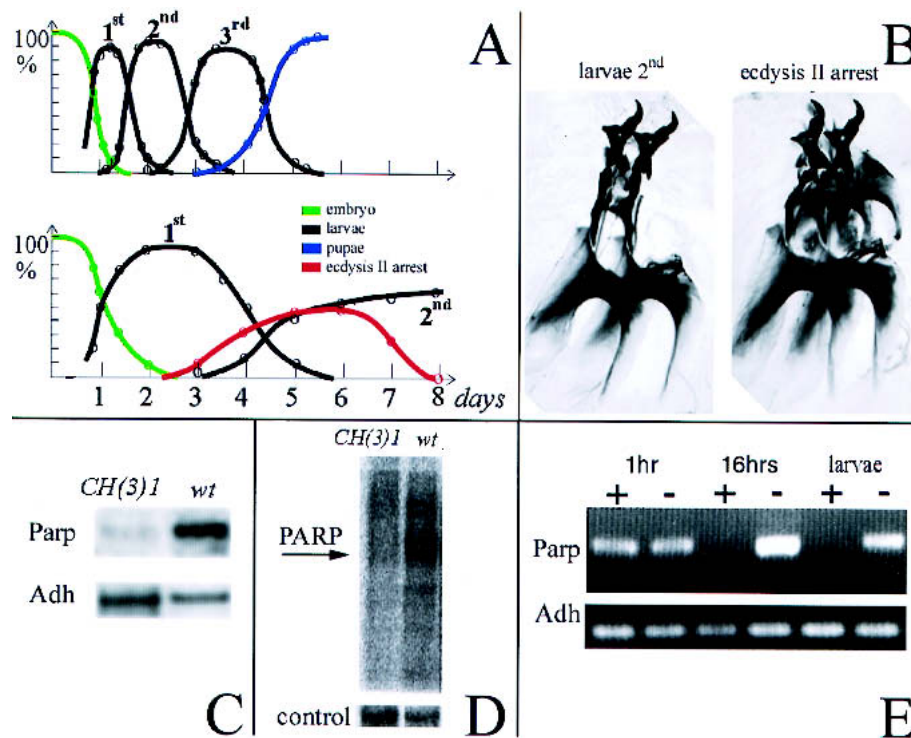 A
100
%
1st
2nd
3rd
100
%
1st
2nd
embryo
larvae
pupae
ecdysis II arrest
1 2 3 4 5 6 7 8 days
B
larvae 2nd
ecdysis II arrest
CH(3)1 wt
Parp
Adh
C
CH(3)1 wt
PARP
control
D
1hr 16hrs larvae
+ - + - + -
Parp
Adh
E